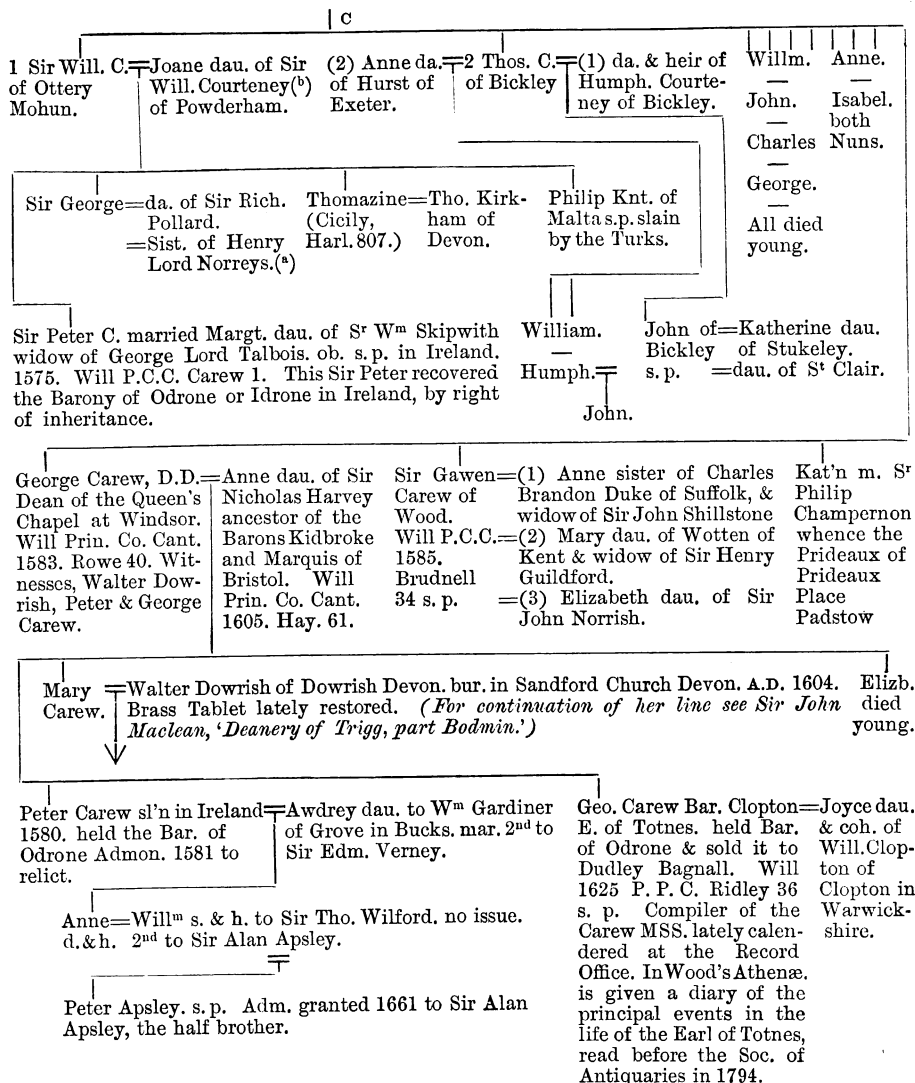 C
1 Sir Will. C.=Joane dau. of Sir
of Ottery Will. Courteney(b)
Mohun. of Powderham.
(2) Anne da.=2 Thos. C.=(1) da. & heir of
of Hurst of of Bickley Humph. Courte-
Exeter. ney of Bickley.
Willm.
—
John.
—
Charles
—
George.
—
All died
young.
Anne.
—
Isabel.
both
Nuns.
Sir George=da. of Sir Rich.
Pollard.
=Sist. of Henry
Lord Norreys.(a)
Thomazine=Tho. Kirk-
(Cicily, ham of
Harl. 807.) Devon.
Philip Knt. of
Malta s.p. slain
by the Turks.
Sir Peter C. married Margt. dau. of Sr Wm Skipwith
widow of George Lord Talbois. ob. s. p. in Ireland.
1575. Will P.C.C. Carew 1. This Sir Peter recovered
the Barony of Odrone or Idrone in Ireland, by right
of inheritance.
William.
—
Humph.=
John.
John of=Katherine dau.
Bickley of Stukeley.
s. p. =dau. of St Clair.
George Carew, D.D.=Anne dau. of Sir
Dean of the Queen's Nicholas Harvey
Chapel at Windsor. ancestor of the
Will Prin. Co. Cant. Barons Kidbroke
1583. Rowe 40. Wit- and Marquis of
nesses, Walter Dow- Bristol. Will
rish, Peter & George Prin. Co. Cant.
Carew. 1605. Hay. 61.
Sir Gawen=(1) Anne sister of Charles
Carew of Brandon Duke of Suffolk, &
Wood. widow of Sir John Shillstone
Will P.C.C.=(2) Mary dau. of Wotten of
1585. Kent & widow of Sir Henry
Brudnell Guildford.
34 s. p. =(3) Elizabeth dau. of Sir
John Norrish.
Kat'n m. Sr
Philip
Champernon
whence the
Prideaux of
Prideaux
Place
Padstow
Mary =Walter Dowrish of Dowrish Devon. bur. in Sandford Church Devon. A.D. 1604.
Carew. Brass Tablet lately restored. (For continuation of her line see Sir John
Maclean, 'Deanery of Trigg, part Bodmin.')
Elizb.
died
young.
Peter Carew sl'n in Ireland=Awdrey dau. to Wm Gardiner
1580. held the Bar. of of Grove in Bucks. mar. 2nd to
Odrone Admon. 1581 to Sir Edm. Verney.
relict.
Geo. Carew Bar. Clopton=Joyce dau.
E. of Totnes. held Bar. & coh. of
of Odrone & sold it to Will.Clop-
Dudley Bagnall. Will ton of
1625 P. P. C. Ridley 36 Clopton in
s. p. Compiler of the Warwick-
Carew MSS. lately calen- shire.
dered at the Record
Office. In Wood's Athenæ.
is given a diary of the
principal events in the
life of the Earl of Totnes,
read before the Soc. of
Antiquaries in 1794.
Anne=Willm s. & h. to Sir Tho. Wilford. no issue.
d.&h. 2nd to Sir Alan Apsley.
=
Peter Apsley. s. p. Adm. granted 1661 to Sir Alan
Apsley, the half brother.